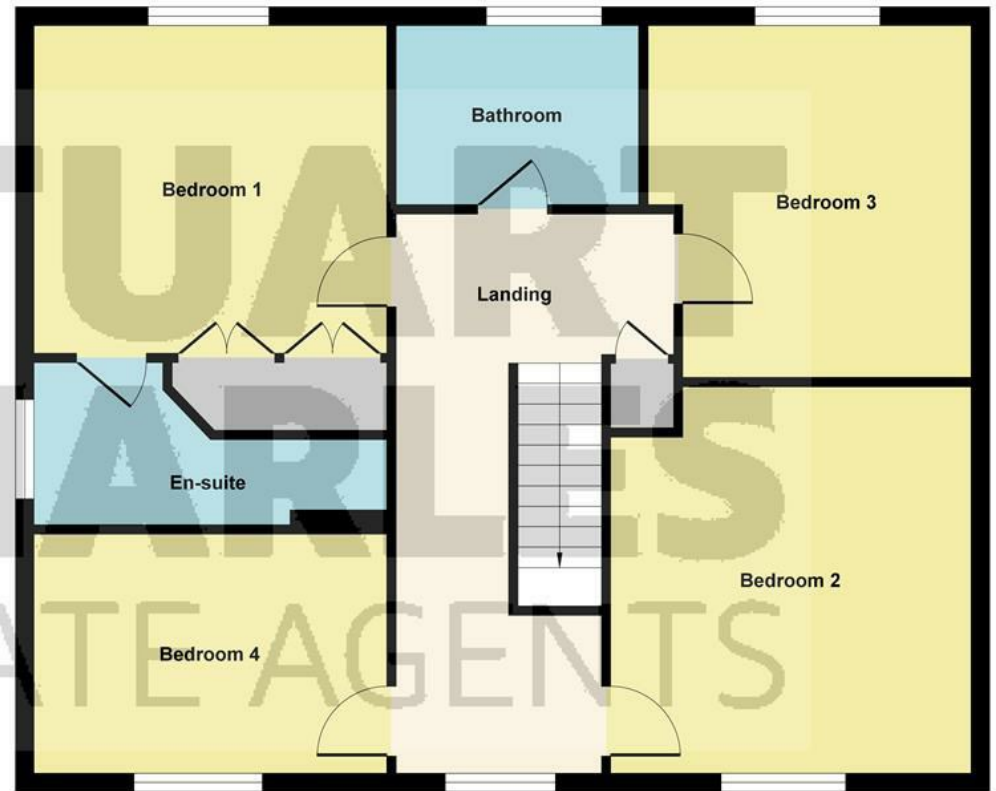 Bathroom
Bedroom 1
Bedroom 3
Landing
En-suite
Bedroom 2
Bedroom 4
TUART
ARLES
ATE AGENTS